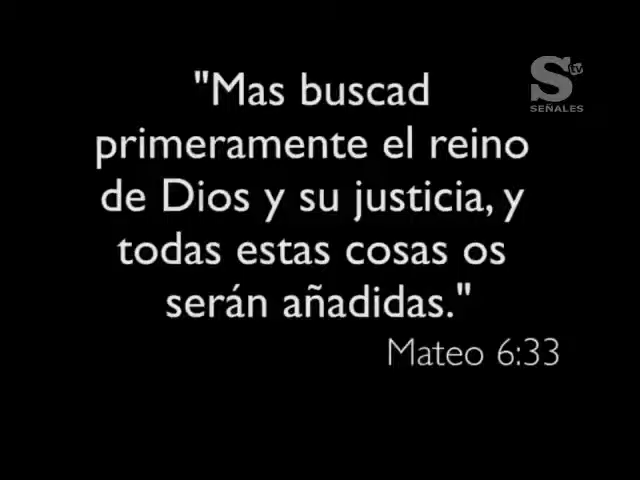 "Mas buscad
primeramente el reino
de Dios y su justicia, y
todas estas cosas os
serán añadidas."
Mateo 6:33
S tv
SEÑALES